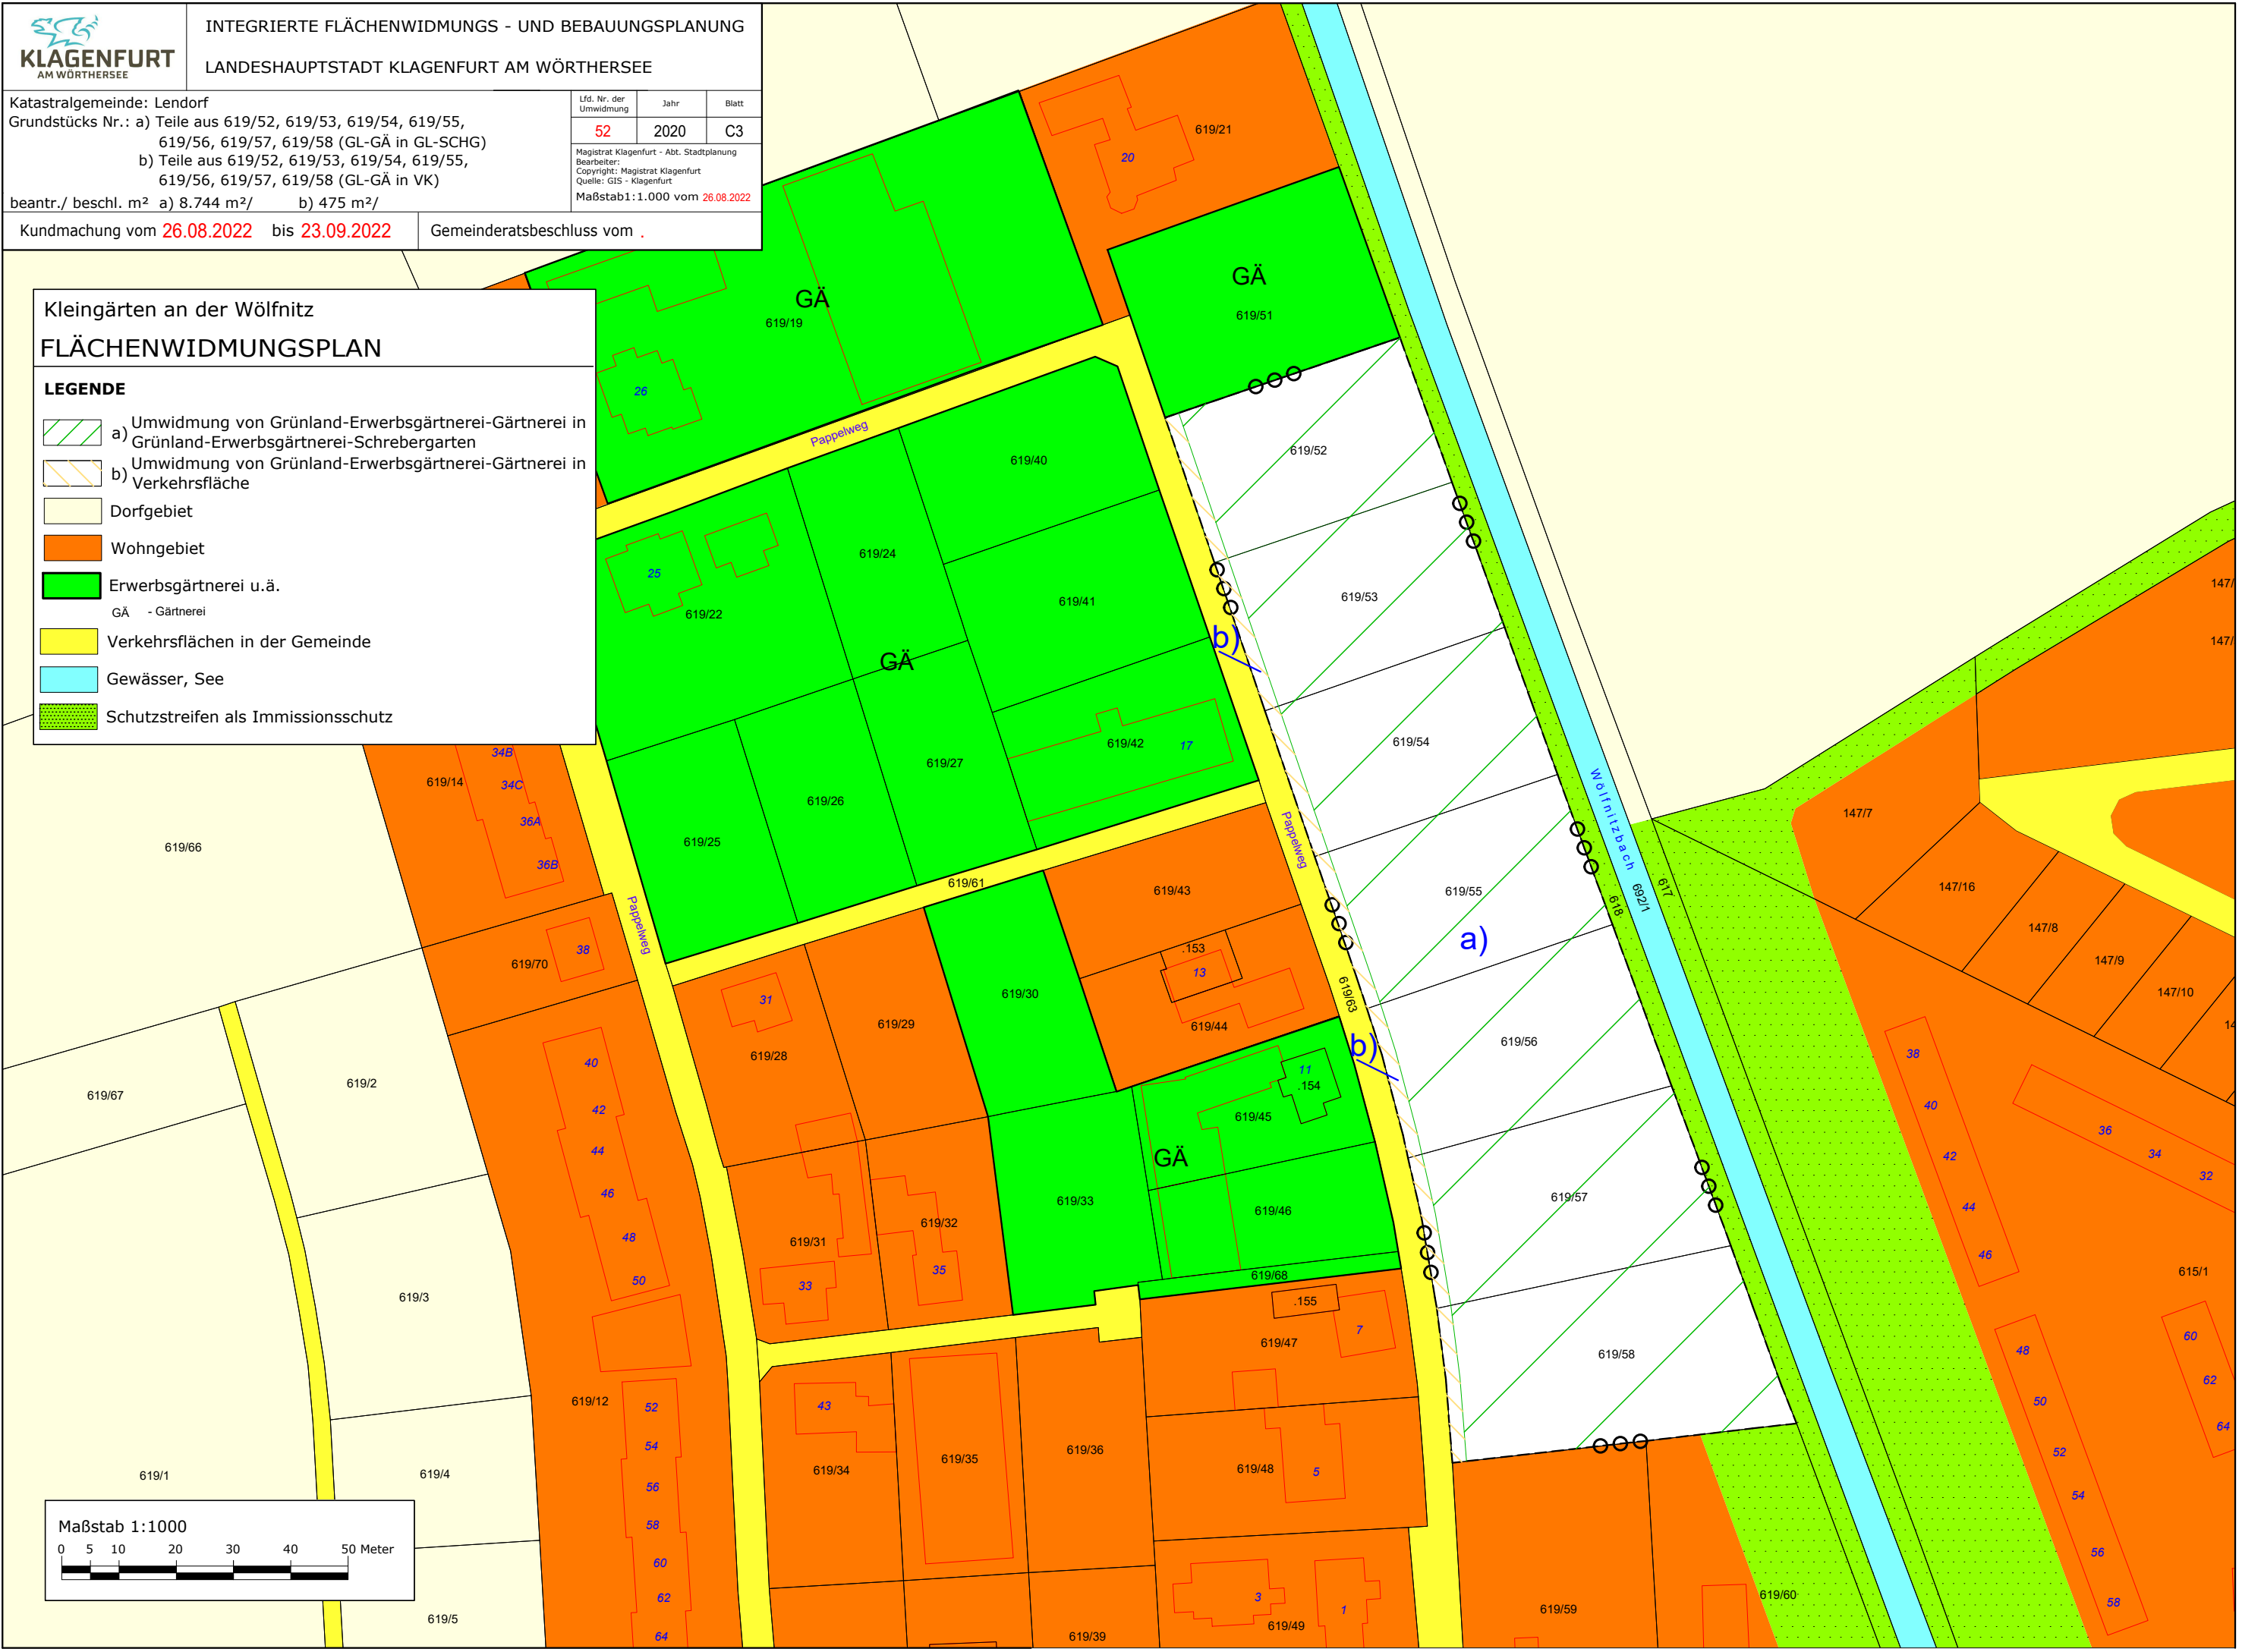 KLAGENFURT
AM WÖRTHERSEE
INTEGRIERTE FLÄCHENWIDMUNGS - UND BEBAUUNGSPLANUNG
LANDESHAUPTSTADT KLAGENFURT AM WÖRTHERSEE
Katastralgemeinde: Lendorf
Grundstücks Nr.: a) Teile aus 619/52, 619/53, 619/54, 619/55,
619/56, 619/57, 619/58 (GL-GÄ in GL-SCHG)
b) Teile aus 619/52, 619/53, 619/54, 619/55,
619/56, 619/57, 619/58 (GL-GÄ in VK)
beantr./ beschl. m² a) 8.744 m²/ b) 475 m²/
Lfd. Nr. der Jahr Blatt
Umwidmung
52 2020 C3
Magistrat Klagenfurt - Abt. Stadtplanung
Bearbeiter:
Copyright: Magistrat Klagenfurt
Quelle: GIS - Klagenfurt
Maßstab1:1.000 vom 26.08.2022
Kundmachung vom 26.08.2022 bis 23.09.2022
Gemeinderatsbeschluss vom .
Kleingärten an der Wölfnitz
FLÄCHENWIDMUNGSPLAN
LEGENDE
a) Umwidmung von Grünland-Erwerbsgärtnerei-Gärtnerei in
Grünland-Erwerbsgärtnerei-Schrebergarten
b) Umwidmung von Grünland-Erwerbsgärtnerei-Gärtnerei in
Verkehrsfläche
Dorfgebiet
Wohngebiet
Erwerbsgärtnerei u.ä.
GÄ - Gärtnerei
Verkehrsflächen in der Gemeinde
Gewässer, See
Schutzstreifen als Immissionsschutz
619/21
20
GÄ
619/51
GÄ
619/19
26
Pappelweg
619/52
619/40
619/24
25
619/22
619/41
619/53
GÄ
b)
619/42
17
619/54
619/27
619/26
619/25
619/14
34B
34C
36A
36B
619/66
Pappelweg
Wölfnitzbach
692/1
617
618
147/
147/
147/7
147/16
147/8
147/9
147/10
14
619/61
619/43
619/55
a)
.153
13
619/44
619/63
Pappelweg
619/70
38
31
619/28
619/29
619/30
619/56
b)
11
.154
619/45
GÄ
619/33
619/46
619/68
619/57
619/67
619/2
40
42
44
46
48
50
619/31
33
619/32
35
619/3
.155
7
619/47
619/58
38
40
42
44
46
36
34
32
615/1
60
62
64
48
50
52
54
56
58
619/12
52
54
56
58
60
62
64
43
619/34
619/35
619/36
619/48
5
619/1
619/4
619/5
3
1
619/49
619/39
619/59
619/60
Maßstab 1:1000
0 5 10 20 30 40 50 Meter